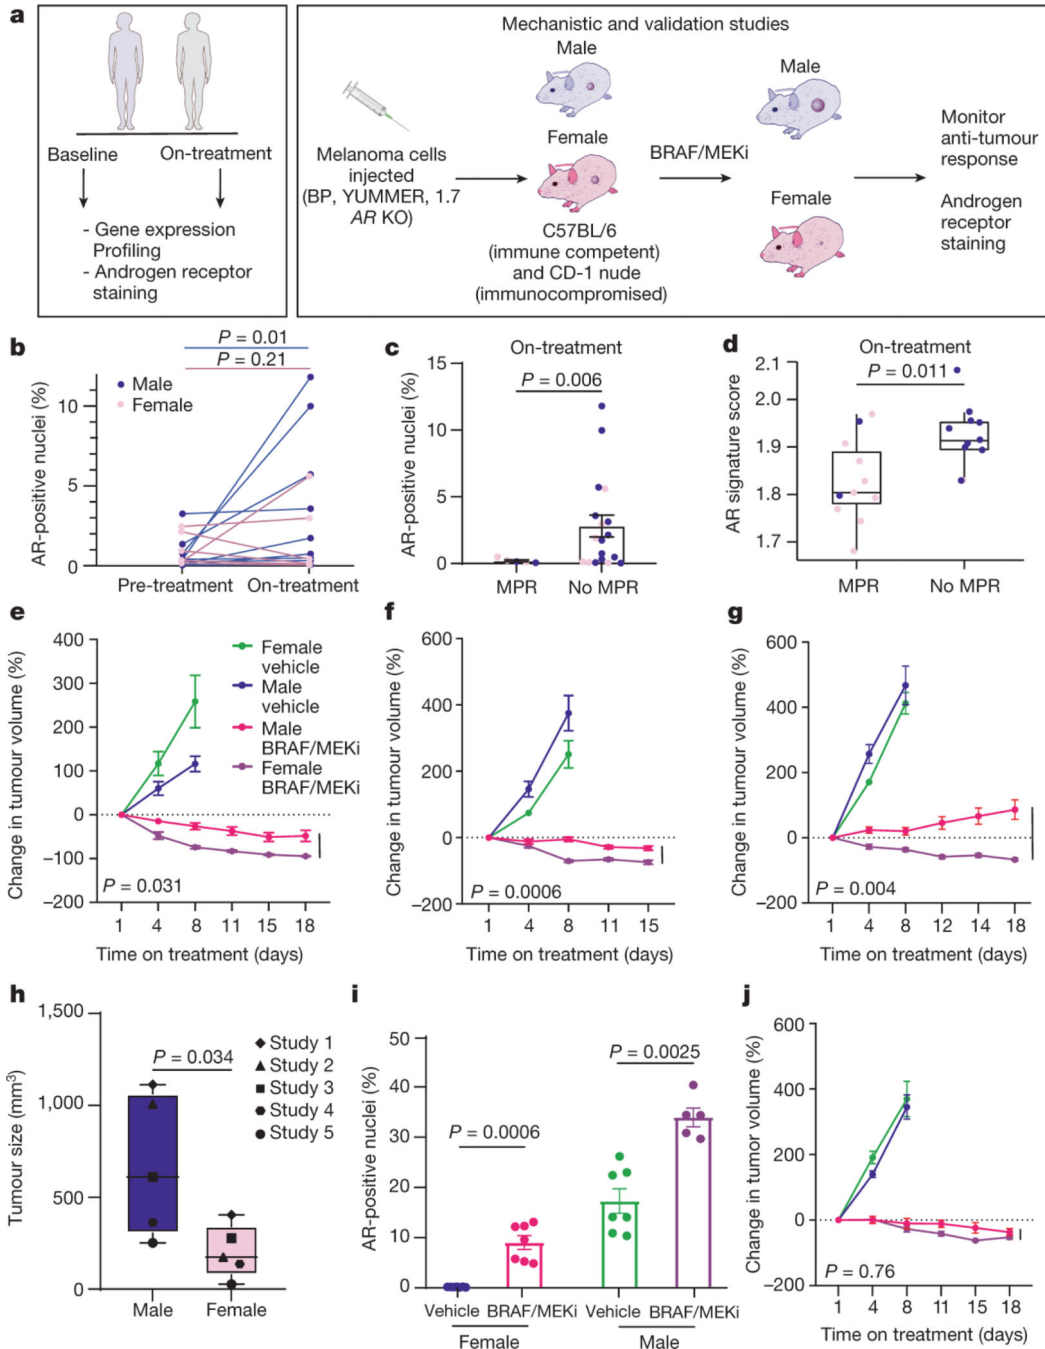 a
Baseline
On-treatment
- Gene expression
Profiling
- Androgen receptor
staining
Mechanistic and validation studies
Male
Male
Female
Female
Melanoma cells
injected
(BP, YUMMER, 1.7
AR KO)
C57BL/6
(immune competent)
and CD-1 nude
(immunocompromised)
BRAF/MEKi
Monitor
anti-tumour
response
Androgen
receptor
staining
b
P = 0.01
P = 0.21
Male
Female
AR-positive nuclei (%)
10
5
0
Pre-treatment
On-treatment
c
On-treatment
P = 0.006
AR-positive nuclei (%)
15
10
5
0
MPR
No MPR
d
On-treatment
P = 0.011
AR signature score
2.1
2.0
1.9
1.8
1.7
MPR
No MPR
e
Change in tumour volume (%)
400
300
200
100
0
–100
–200
Female
vehicle
Male
vehicle
Male
BRAF/MEKi
Female
BRAF/MEKi
P = 0.031
1 4 8 11 15 18
Time on treatment (days)
f
Change in tumour volume (%)
600
400
200
0
–200
P = 0.0006
1 4 8 11 15
Time on treatment (days)
g
Change in tumour volume (%)
600
400
200
0
–200
P = 0.004
1 4 8 12 14 18
Time on treatment (days)
h
Tumour size (mm³)
1,500
1,000
500
0
P = 0.034
Study 1
Study 2
Study 3
Study 4
Study 5
Male
Female
i
AR-positive nuclei (%)
50
40
30
20
10
0
P = 0.0006
P = 0.0025
Vehicle BRAF/MEKi
Vehicle BRAF/MEKi
Female
Male
j
Change in tumor volume (%)
600
400
200
0
–200
P = 0.76
1 4 8 11 15 18
Time on treatment (days)